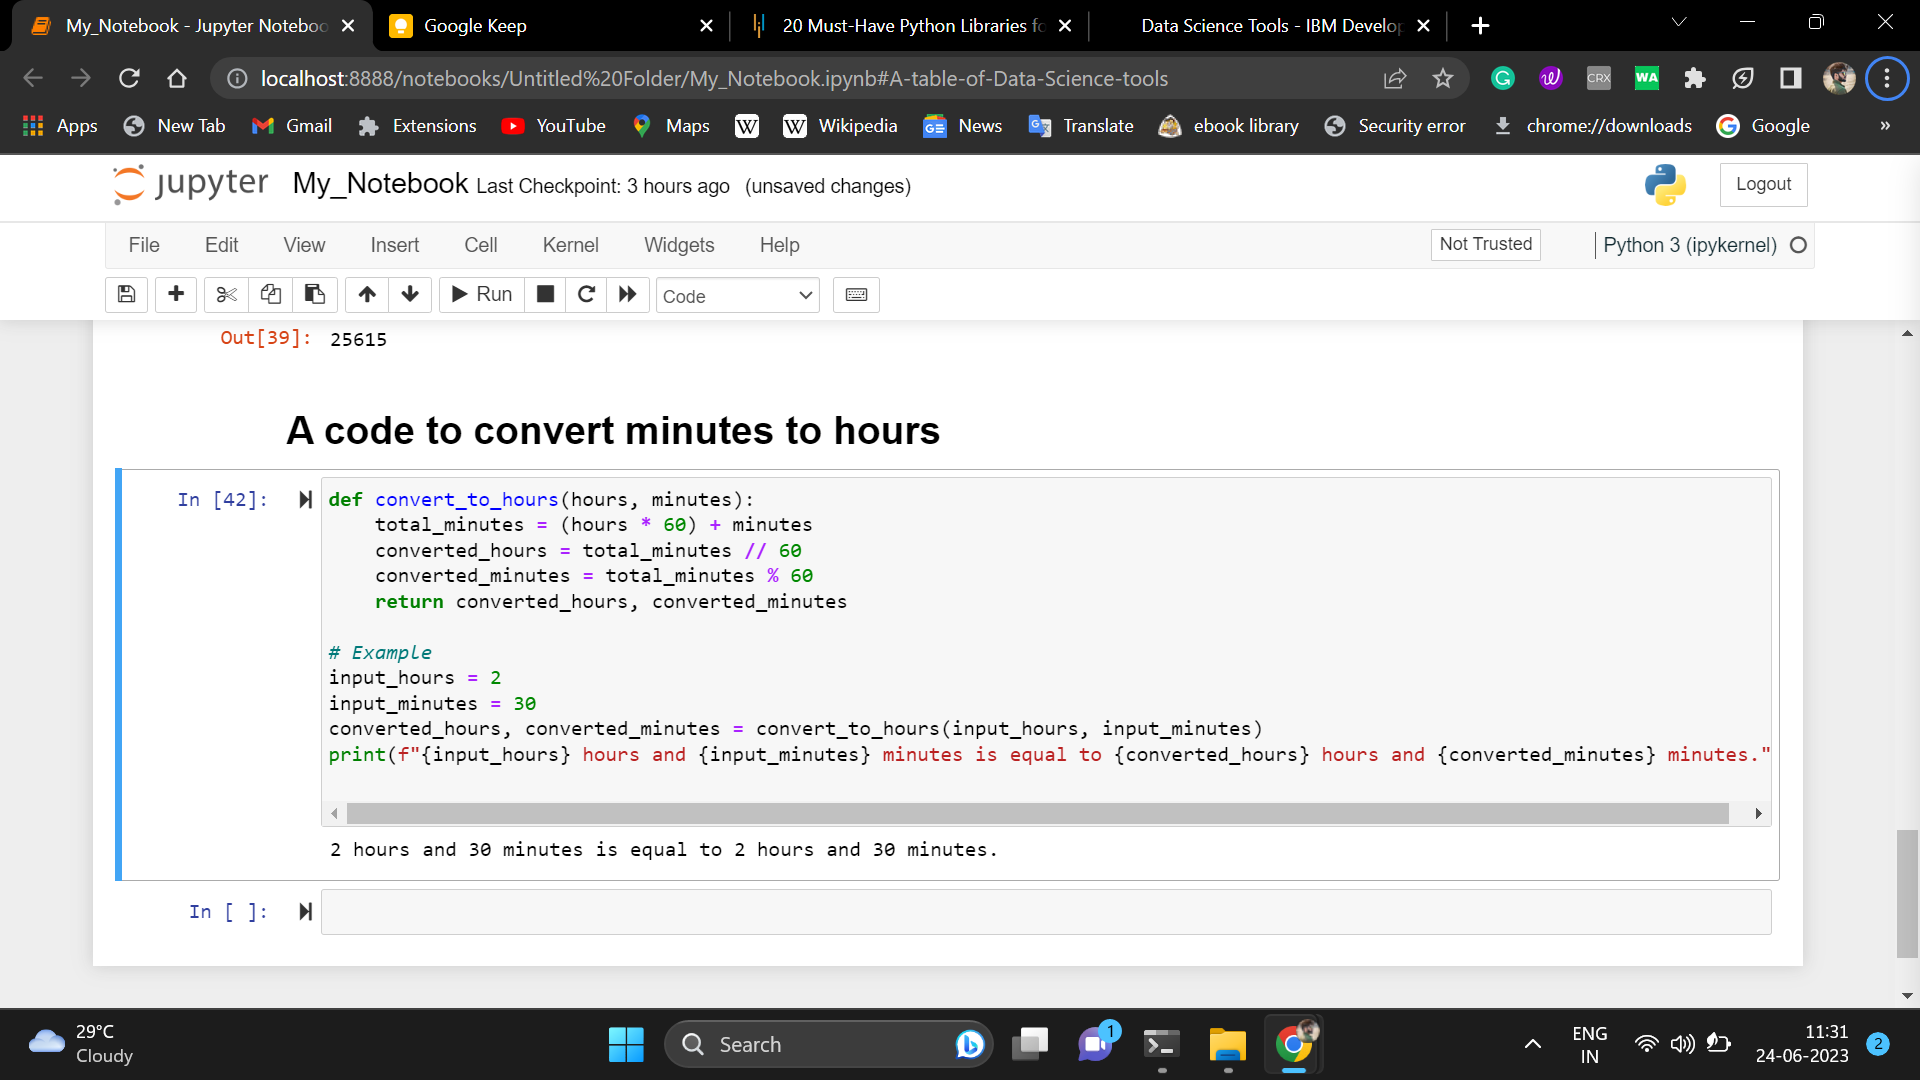 My_Notebook - Jupyter Noteboo
Google Keep
20 Must-Have Python Libraries fo
Data Science Tools - IBM Develop
localhost:8888/notebooks/Untitled%20Folder/My_Notebook.ipynb#A-table-of-Data-Science-tools
CRX
WA
Apps
New Tab
Gmail
Extensions
YouTube
Maps
W
W
Wikipedia
News
Translate
ebook library
Security error
chrome://downloads
Google
»
jupyter
My_Notebook Last Checkpoint: 3 hours ago (unsaved changes)
Logout
File
Edit
View
Insert
Cell
Kernel
Widgets
Help
Not Trusted
Python 3 (ipykernel)
Run
Code
Out[39]: 25615
A code to convert minutes to hours
In [42]:
def convert_to_hours(hours, minutes):
    total_minutes = (hours * 60) + minutes
    converted_hours = total_minutes // 60
    converted_minutes = total_minutes % 60
    return converted_hours, converted_minutes
# Example
input_hours = 2
input_minutes = 30
converted_hours, converted_minutes = convert_to_hours(input_hours, input_minutes)
print(f"{input_hours} hours and {input_minutes} minutes is equal to {converted_hours} hours and {converted_minutes} minutes."
2 hours and 30 minutes is equal to 2 hours and 30 minutes.
In [ ]:
29°C
Cloudy
Search
1
ENG
IN
11:31
24-06-2023
2